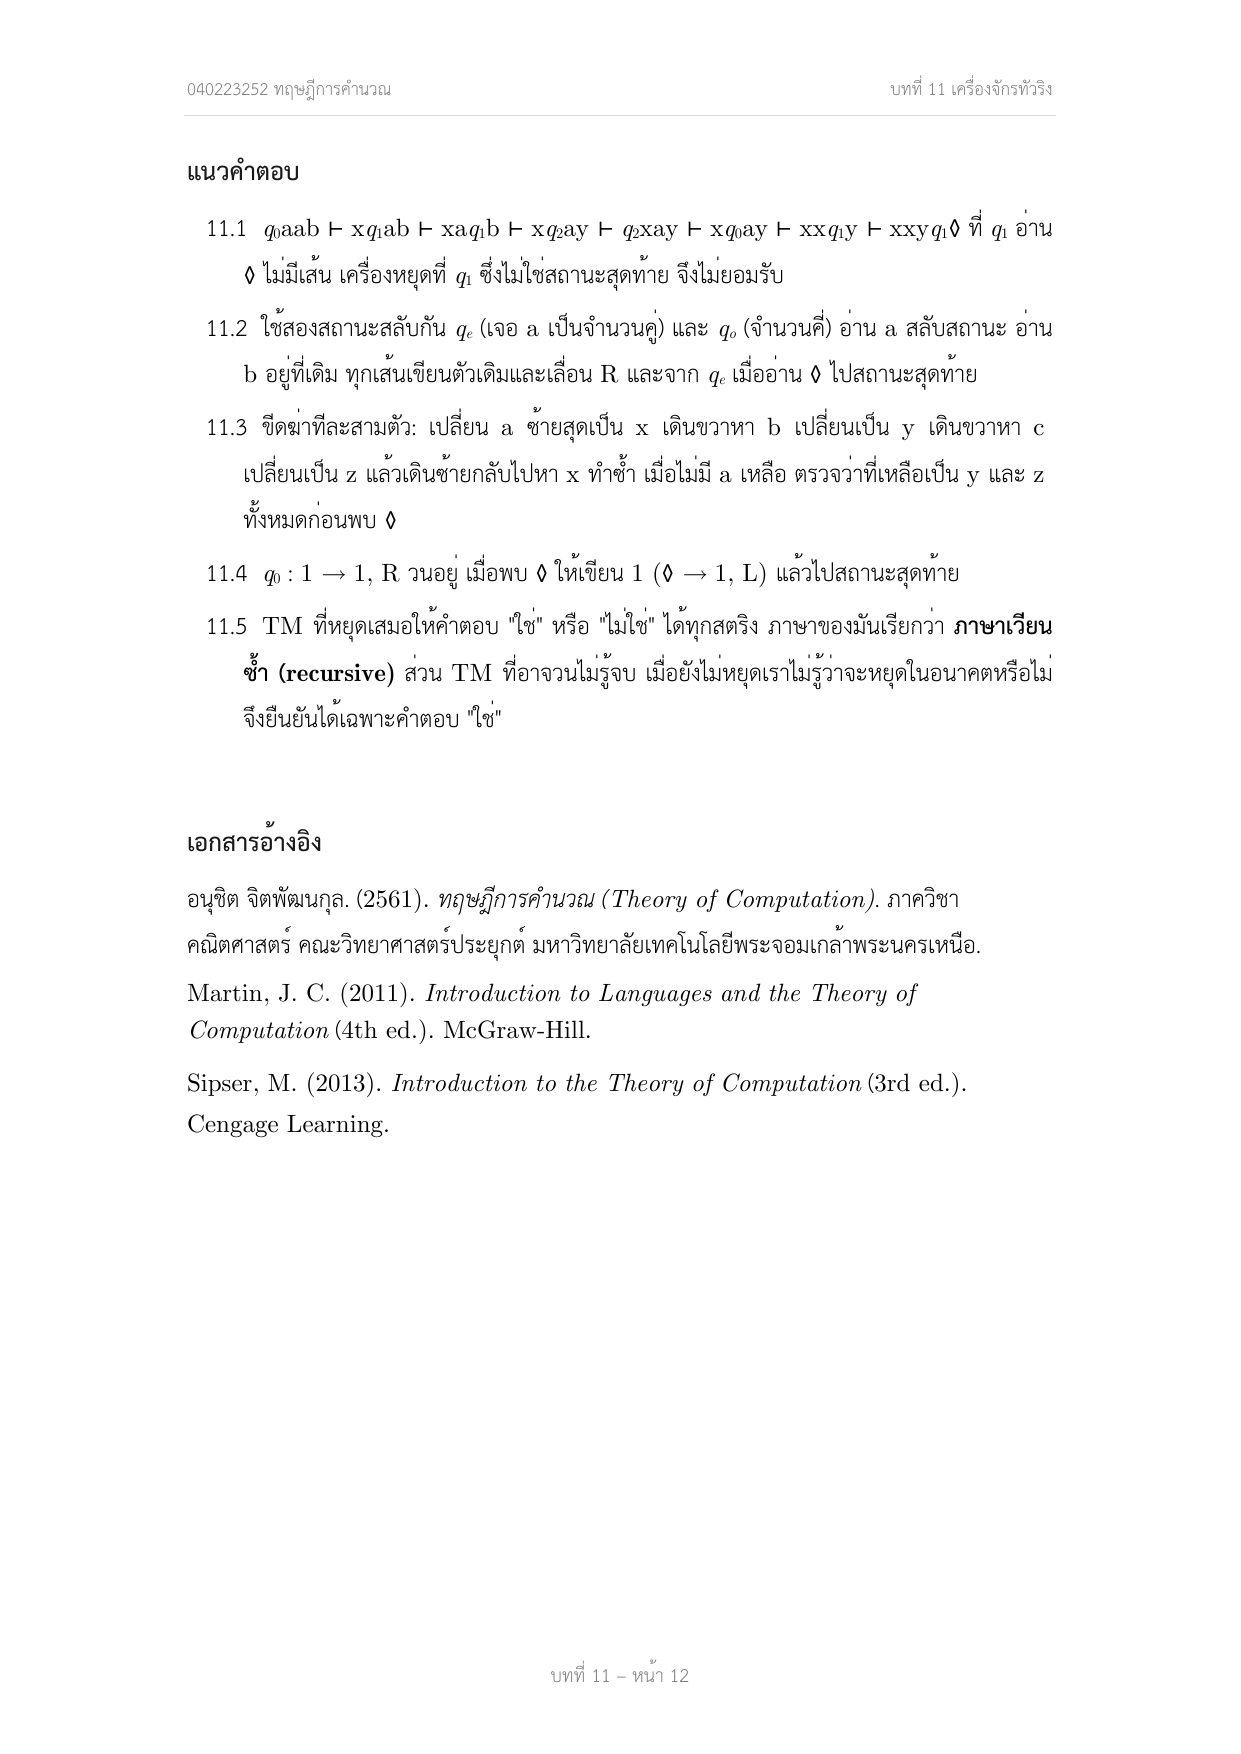 040223252 ทฤษฎีการคำนวณ บทที่ 11 เครื่องจักรทัวริง
แนวคำตอบ
11.1 q₀aab ⊢ xq₁ab ⊢ xaq₁b ⊢ xq₂ay ⊢ q₂xay ⊢ xq₀ay ⊢ xxq₁y ⊢ xxyq₁◊ ที่ q₁ อ่าน
◊ ไม่มีเส้น เครื่องหยุดที่ q₁ ซึ่งไม่ใช่สถานะสุดท้าย จึงไม่ยอมรับ
11.2 ใช้สองสถานะสลับกัน qₑ (เจอ a เป็นจำนวนคู่) และ qₒ (จำนวนคี่) อ่าน a สลับสถานะ อ่าน
b อยู่ที่เดิม ทุกเส้นเขียนตัวเดิมและเลื่อน R และจาก qₑ เมื่ออ่าน ◊ ไปสถานะสุดท้าย
11.3 ขีดฆ่าทีละสามตัว: เปลี่ยน a ซ้ายสุดเป็น x เดินขวาหา b เปลี่ยนเป็น y เดินขวาหา c
เปลี่ยนเป็น z แล้วเดินซ้ายกลับไปหา x ทำซ้ำ เมื่อไม่มี a เหลือ ตรวจว่าที่เหลือเป็น y และ z
ทั้งหมดก่อนพบ ◊
11.4 q₀ : 1 → 1, R วนอยู่ เมื่อพบ ◊ ให้เขียน 1 (◊ → 1, L) แล้วไปสถานะสุดท้าย
11.5 TM ที่หยุดเสมอให้คำตอบ "ใช่" หรือ "ไม่ใช่" ได้ทุกสตริง ภาษาของมันเรียกว่า ภาษาเวียน
ซ้ำ (recursive) ส่วน TM ที่อาจวนไม่รู้จบ เมื่อยังไม่หยุดเราไม่รู้ว่าจะหยุดในอนาคตหรือไม่
จึงยืนยันได้เฉพาะคำตอบ "ใช่"
เอกสารอ้างอิง
อนุชิต จิตพัฒนกุล. (2561). ทฤษฎีการคำนวณ (Theory of Computation). ภาควิชา
คณิตศาสตร์ คณะวิทยาศาสตร์ประยุกต์ มหาวิทยาลัยเทคโนโลยีพระจอมเกล้าพระนครเหนือ.
Martin, J. C. (2011). Introduction to Languages and the Theory of
Computation (4th ed.). McGraw-Hill.
Sipser, M. (2013). Introduction to the Theory of Computation (3rd ed.).
Cengage Learning.
บทที่ 11 – หน้า 12